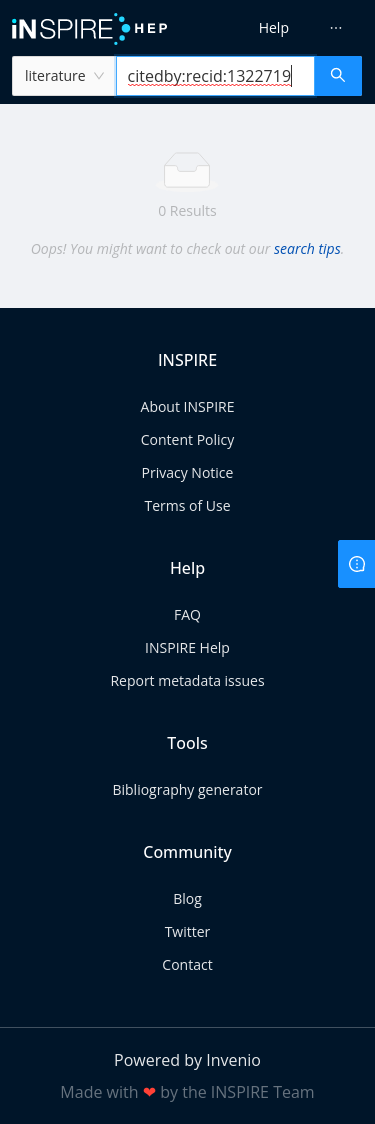 iNSPIRE HEP
Help ···
literature citedby:recid:1322719
0 Results
Oops! You might want to check out our search tips.
INSPIRE
About INSPIRE
Content Policy
Privacy Notice
Terms of Use
Help
FAQ
INSPIRE Help
Report metadata issues
Tools
Bibliography generator
Community
Blog
Twitter
Contact
Powered by Invenio
Made with ❤ by the INSPIRE Team